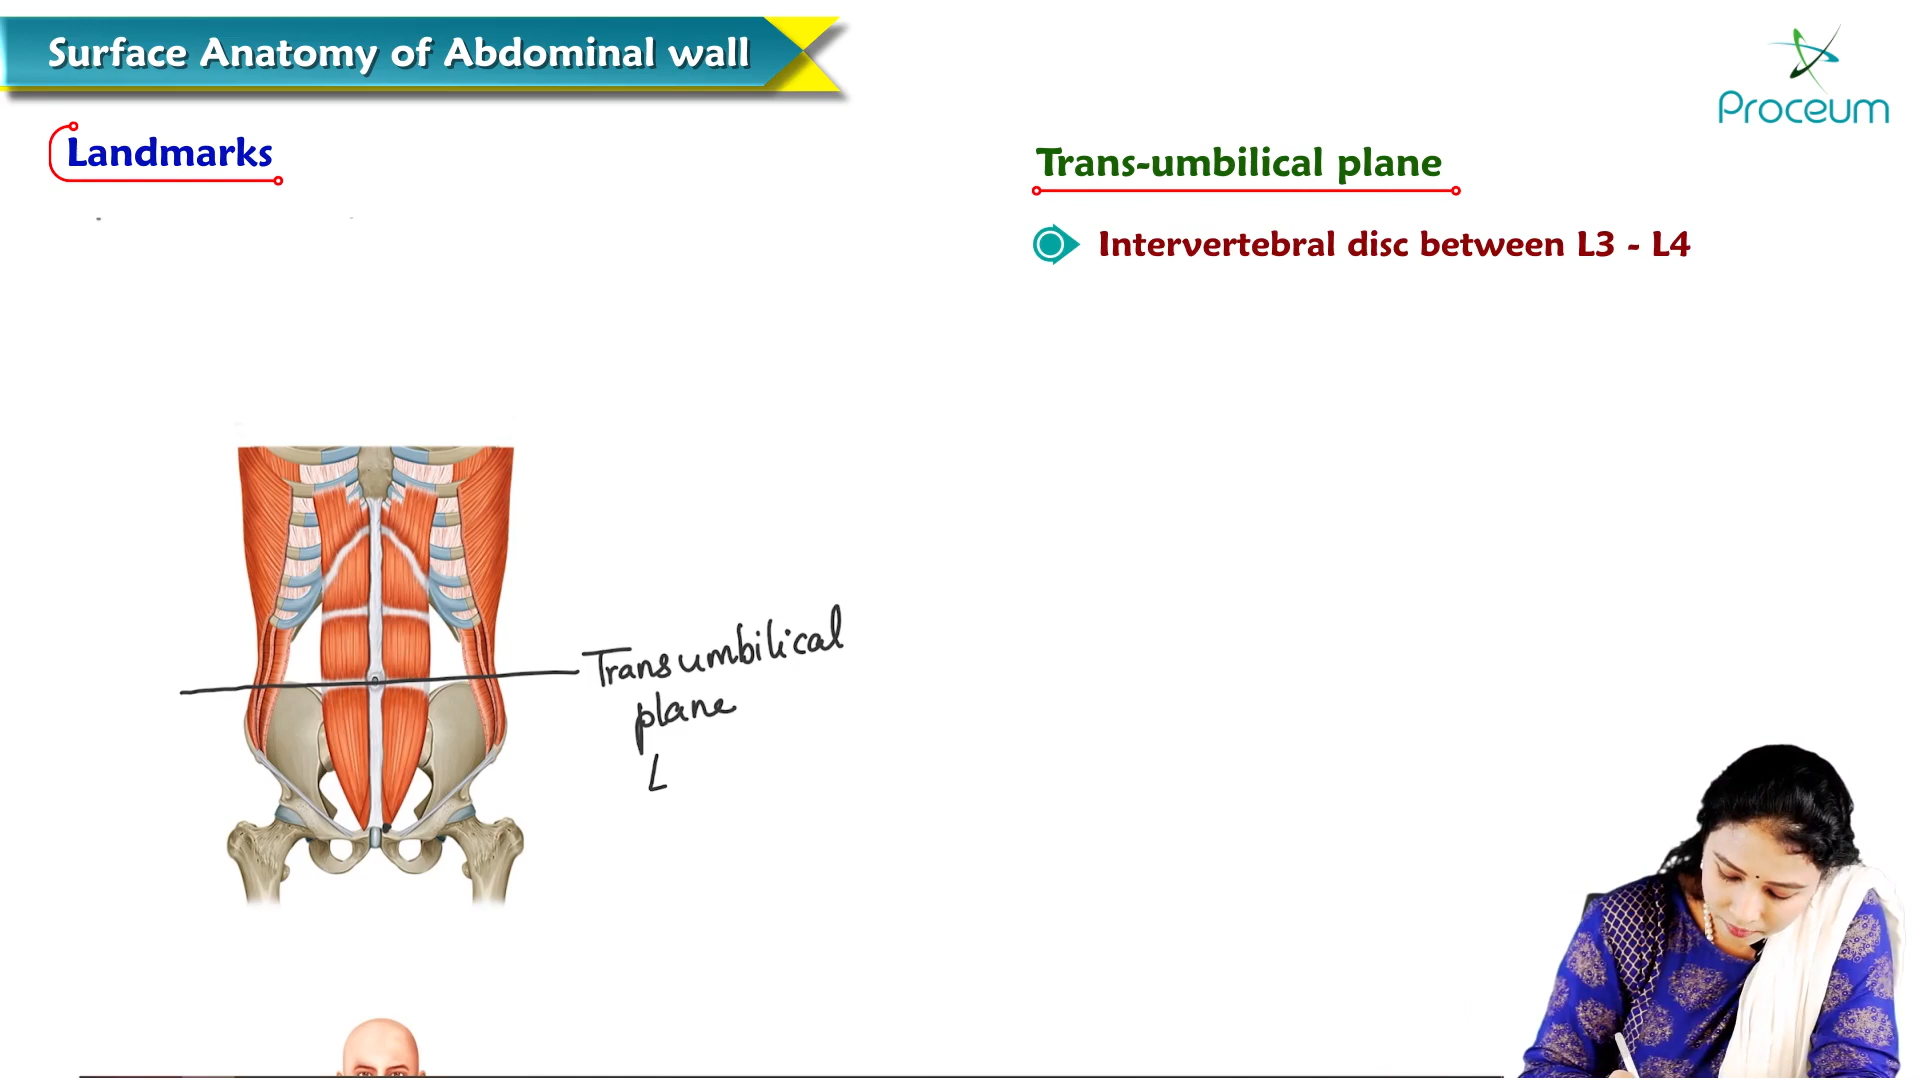 Surface Anatomy of Abdominal wall
Proceum
Landmarks
Trans-umbilical plane
Intervertebral disc between L3 - L4
Transumbilical
plane
L